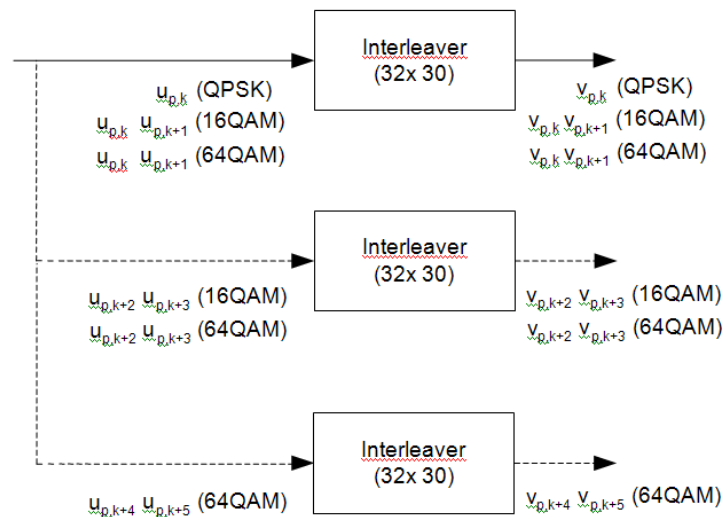 Interleaver
(32x 30)
u_p,k (QPSK)
u_p,k u_p,k+1 (16QAM)
u_p,k u_p,k+1 (64QAM)
v_p,k (QPSK)
v_p,k v_p,k+1 (16QAM)
v_p,k v_p,k+1 (64QAM)
Interleaver
(32x 30)
u_p,k+2 u_p,k+3 (16QAM)
u_p,k+2 u_p,k+3 (64QAM)
v_p,k+2 v_p,k+3 (16QAM)
v_p,k+2 v_p,k+3 (64QAM)
Interleaver
(32x 30)
u_p,k+4 u_p,k+5 (64QAM)
v_p,k+4 v_p,k+5 (64QAM)